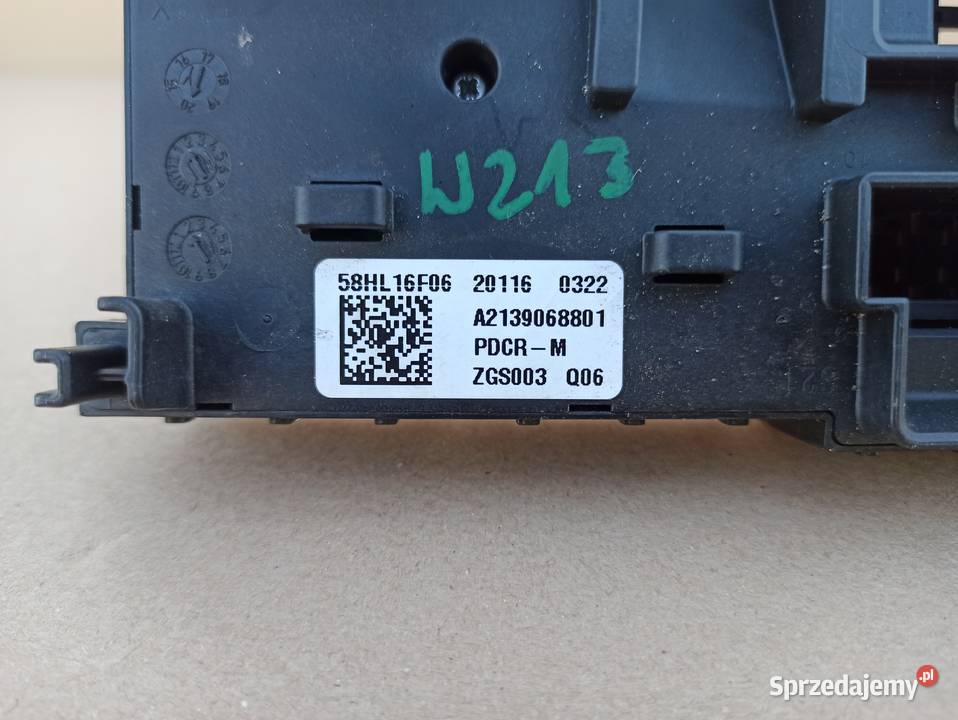 W213
58HL16F06 20116 0322
A2139068801
PDCR-M
ZGS003 Q06
Sprzedajemy.pl